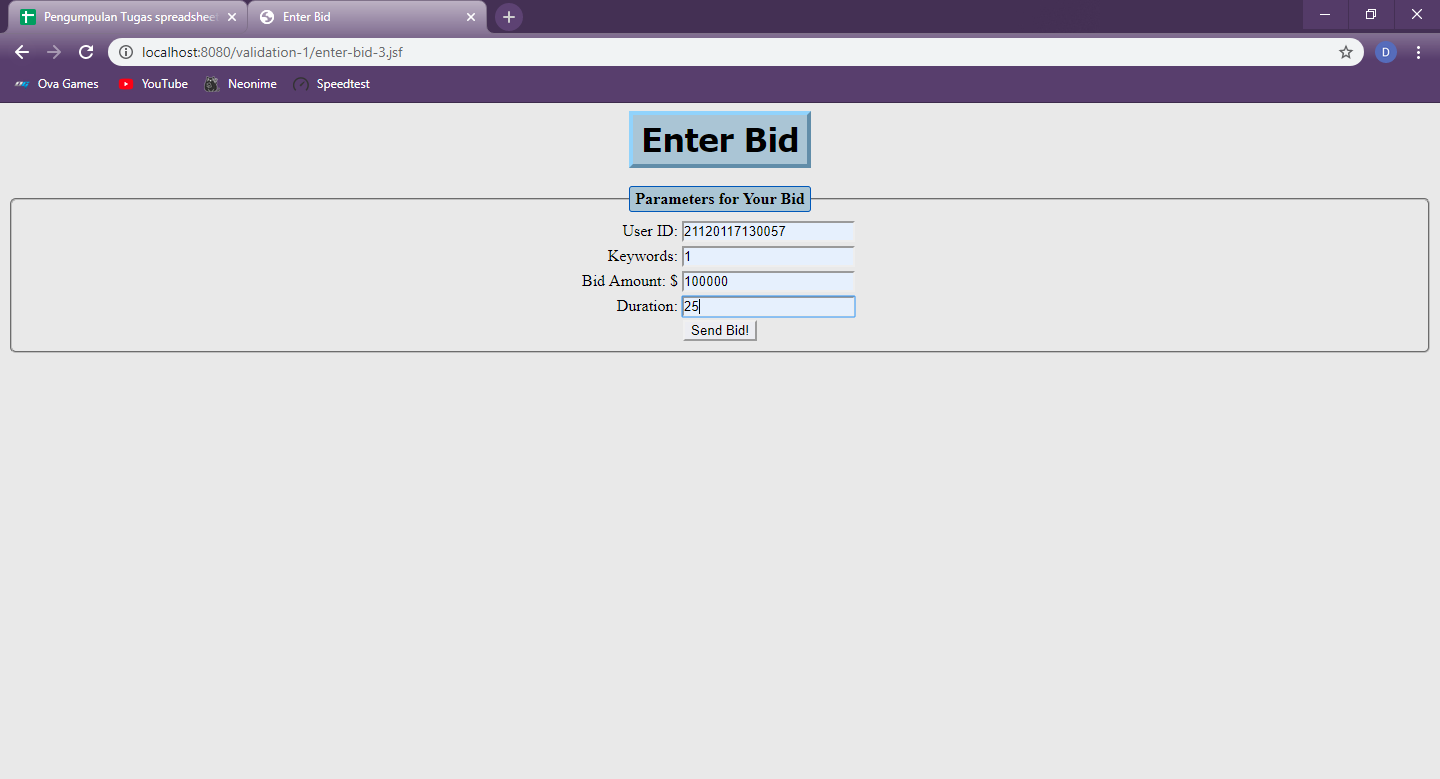 Pengumpulan Tugas spreadsheet
Enter Bid
localhost:8080/validation-1/enter-bid-3.jsf
D
Ova Games
YouTube
Neonime
Speedtest
Enter Bid
Parameters for Your Bid
User ID: 21120117130057
Keywords: 1
Bid Amount: $ 100000
Duration: 25
Send Bid!